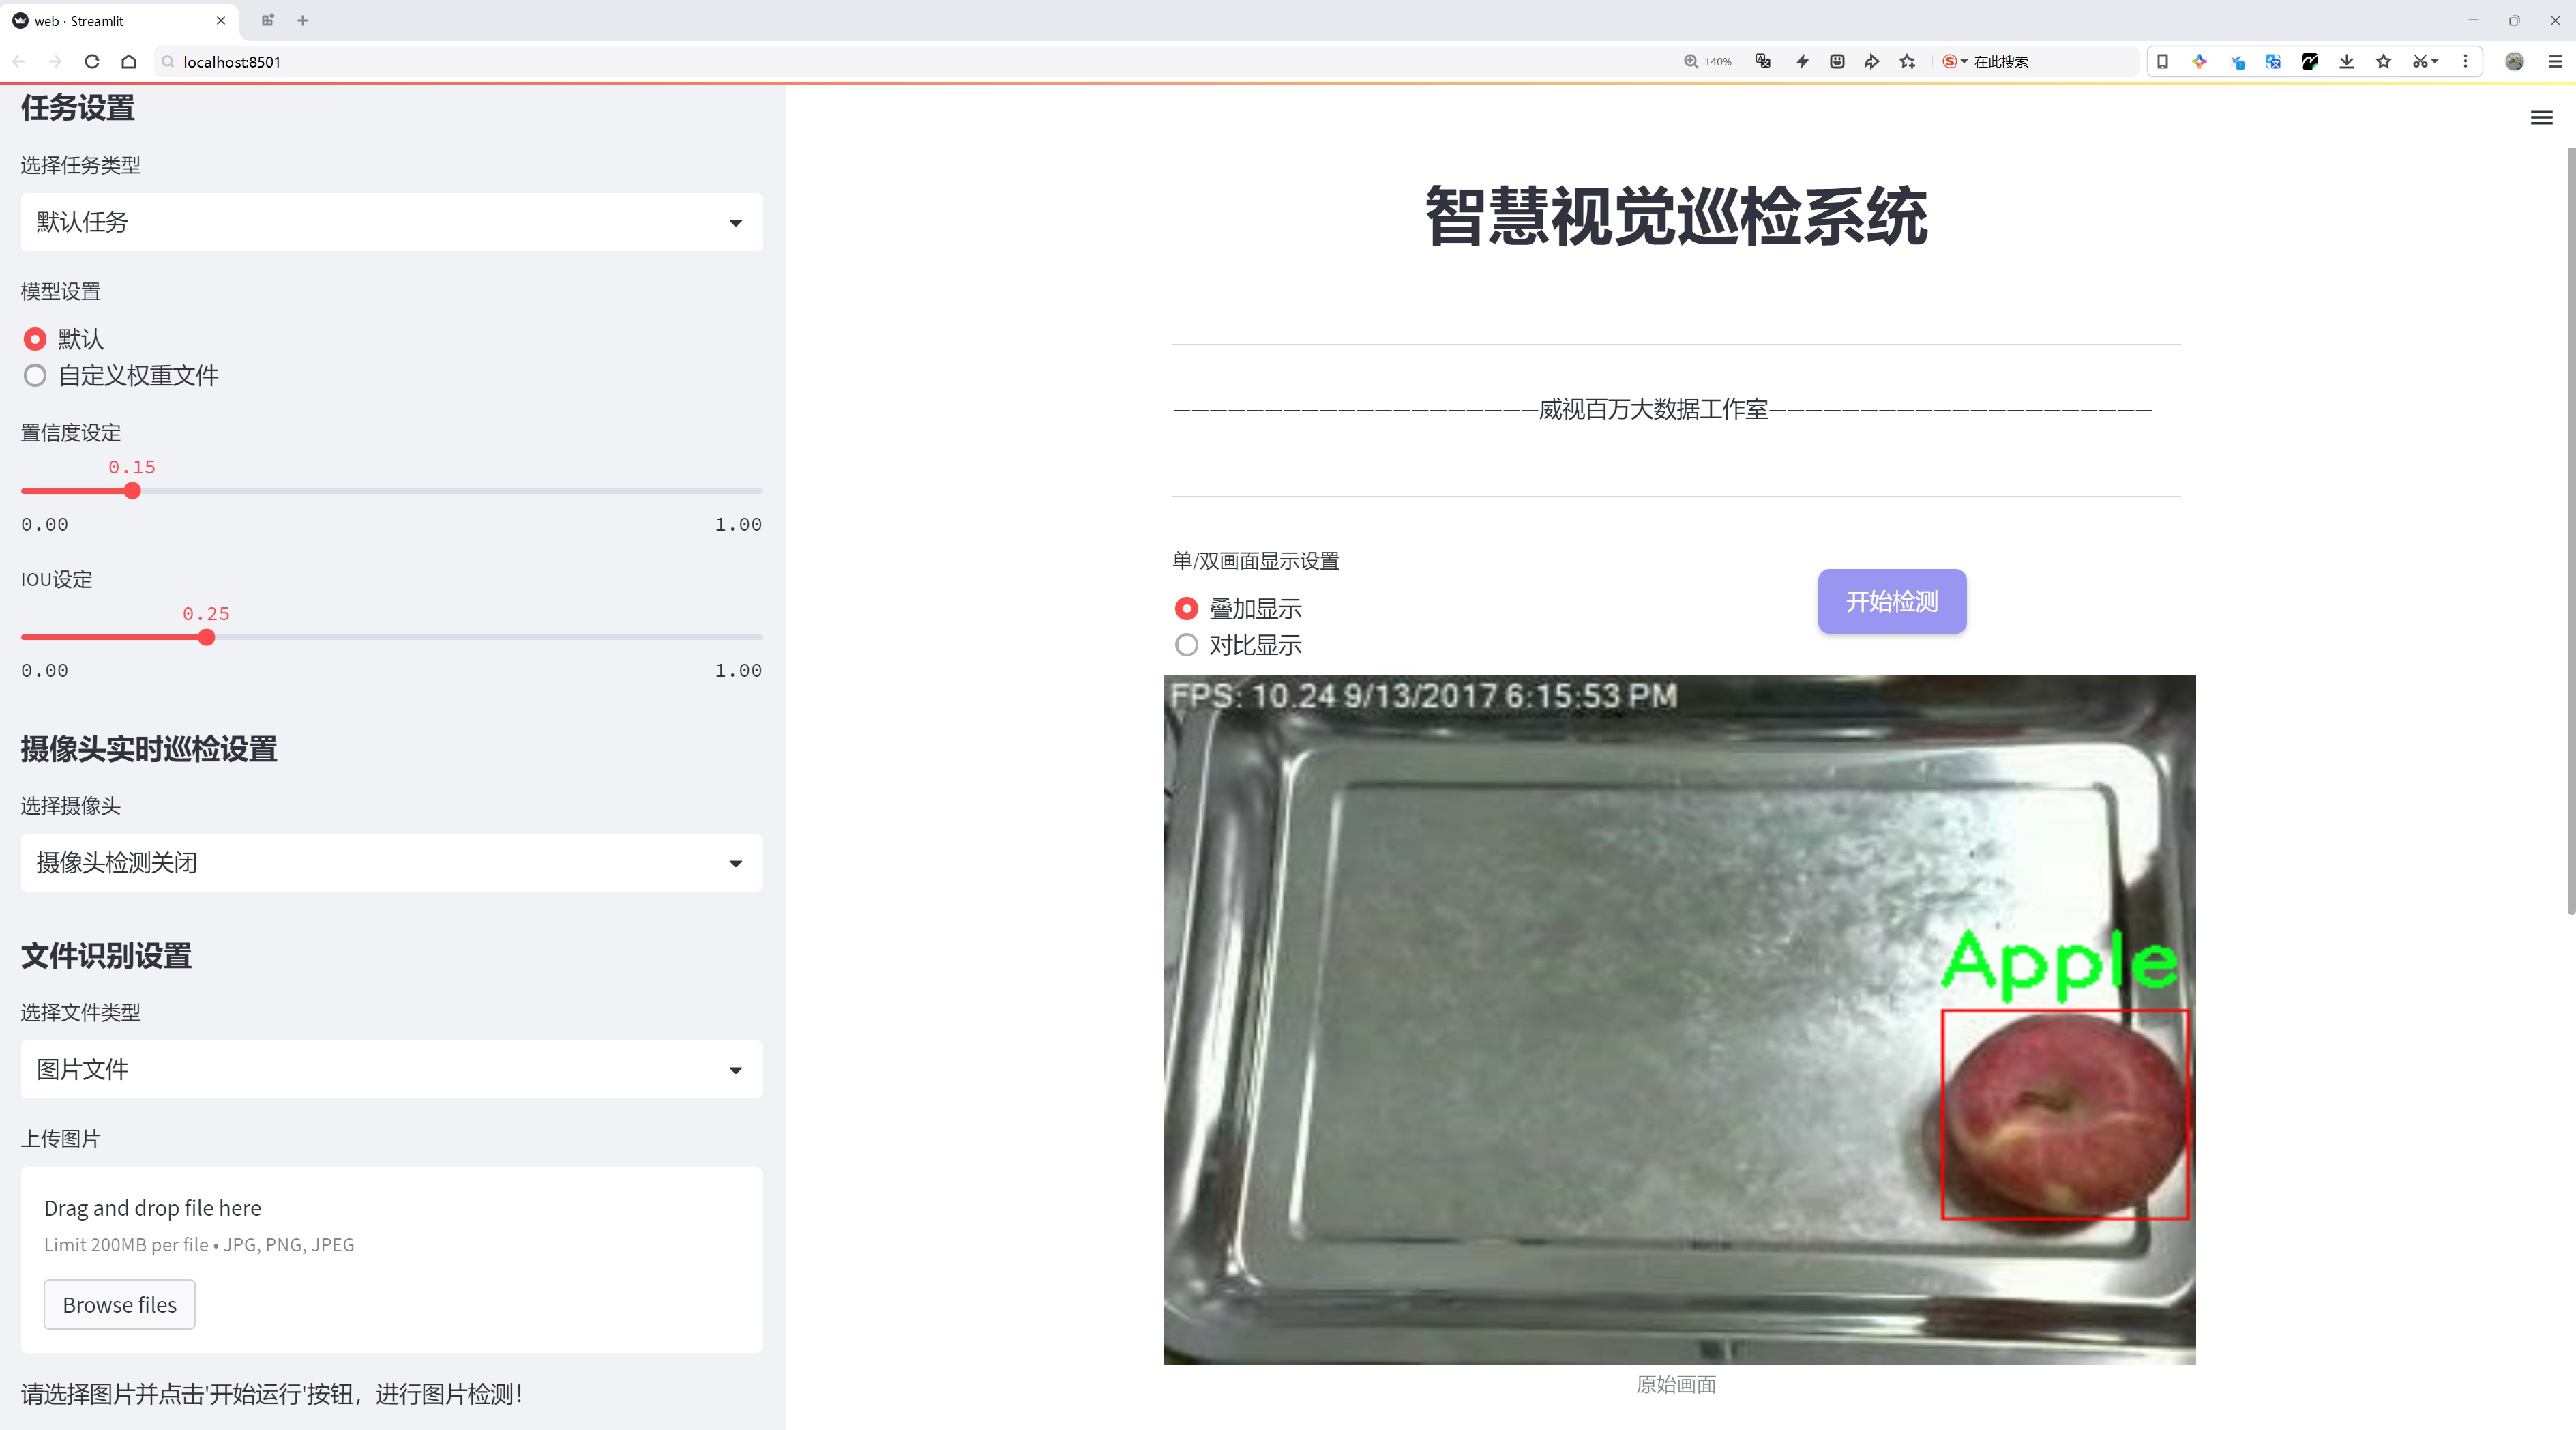 web · Streamlit
localhost:8501
140%
在此搜索
任务设置
选择任务类型
默认任务
模型设置
默认
自定义权重文件
置信度设定
0.15
0.00
1.00
IOU设定
0.25
0.00
1.00
摄像头实时巡检设置
选择摄像头
摄像头检测关闭
文件识别设置
选择文件类型
图片文件
上传图片
Drag and drop file here
Limit 200MB per file • JPG, PNG, JPEG
Browse files
请选择图片并点击'开始运行'按钮，进行图片检测！
智慧视觉巡检系统
————————————————————威视百万大数据工作室—————————————————————
单/双画面显示设置
叠加显示
对比显示
开始检测
FPS: 10.24 9/13/2017 6:15:53 PM
Apple
原始画面